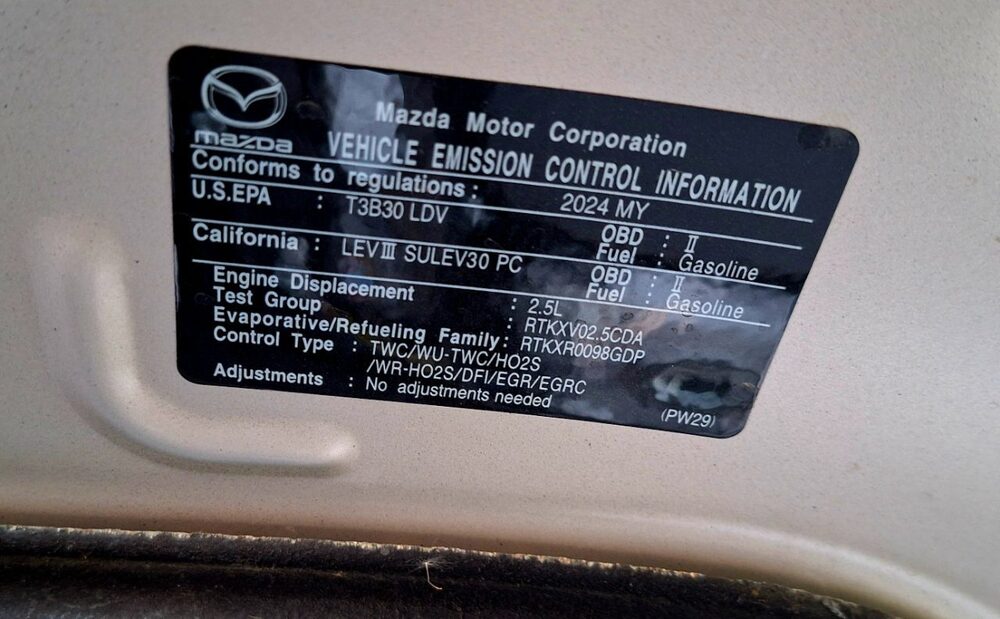 mazda
Mazda Motor Corporation
VEHICLE EMISSION CONTROL INFORMATION
Conforms to regulations : 2024 MY
U.S.EPA : T3B30 LDV OBD : II
Fuel : Gasoline
California : LEVIII SULEV30 PC OBD : II
Fuel : Gasoline
Engine Displacement : 2.5L
Test Group : RTKXV02.5CDA
Evaporative/Refueling Family : RTKXR0098GDP
Control Type : TWC/WU-TWC/HO2S
/WR-HO2S/DFI/EGR/EGRC
Adjustments : No adjustments needed
(PW29)